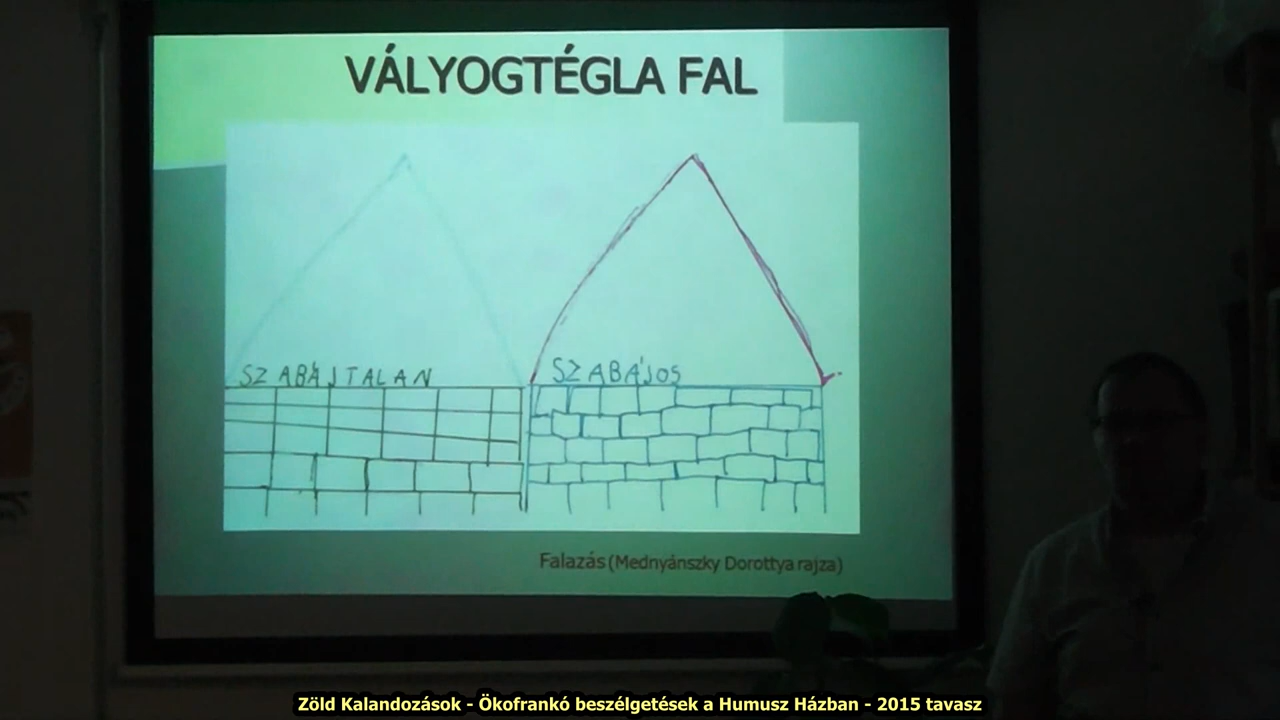 VÁLYOGTÉGLA FAL
SZABÁJTALAN
SZABÁJOS
Falazás (Mednyánszky Dorottya rajza)
Zöld Kalandozások - Ökofrankó beszélgetések a Humusz Házban - 2015 tavasz